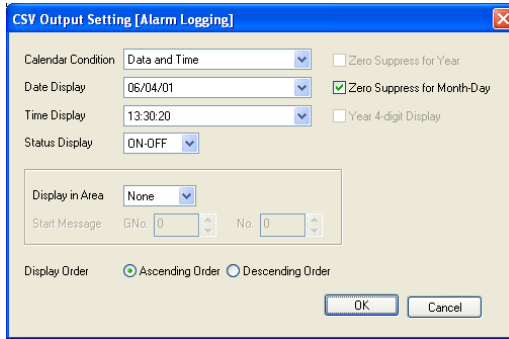 CSV Output Setting [Alarm Logging]
Calendar Condition Data and Time Zero Suppress for Year
Date Display 06/04/01 Zero Suppress for Month-Day
Time Display 13:30:20 Year 4-digit Display
Status Display ON-OFF
Display in Area None
Start Message GNo. 0 No. 0
Display Order Ascending Order Descending Order
OK Cancel